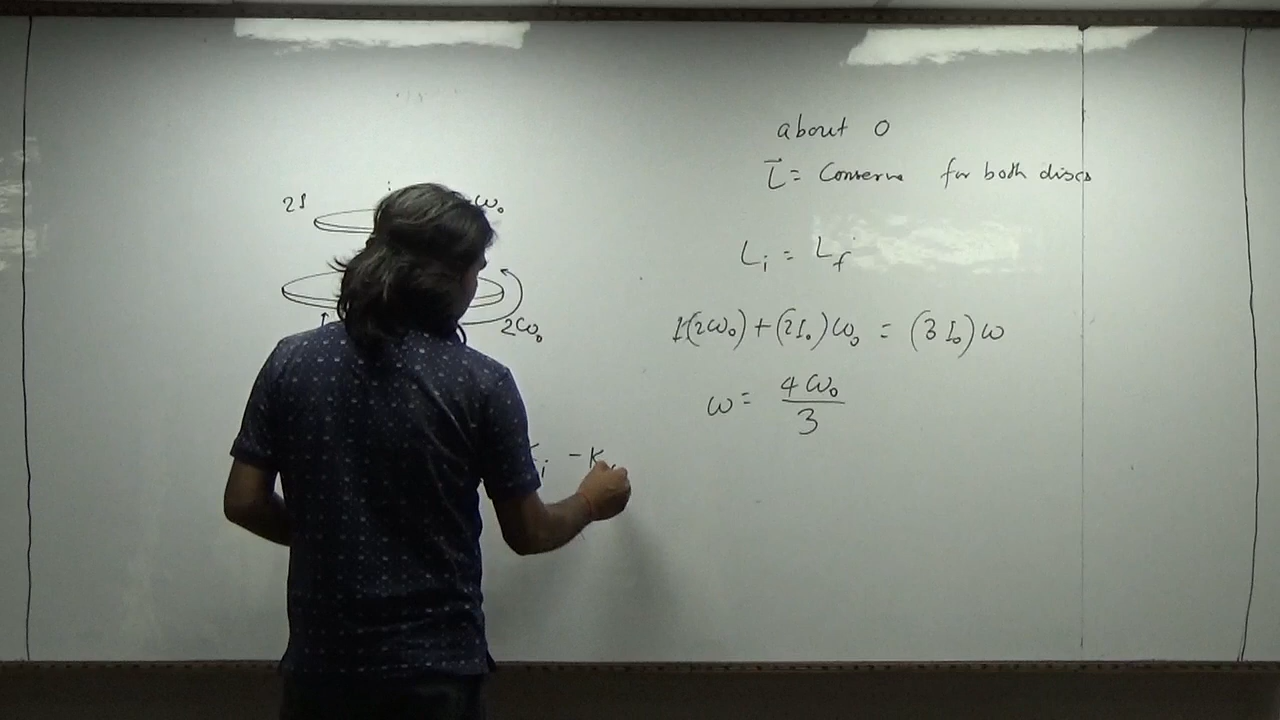 about O
L⃗ = Conserve for both discs
2I ω₀
Lᵢ = L_f
2ω₀
I(2ω₀) + (2I₀)ω₀ = (3I₀)ω
ω = 4ω₀/3
ᵢ - K